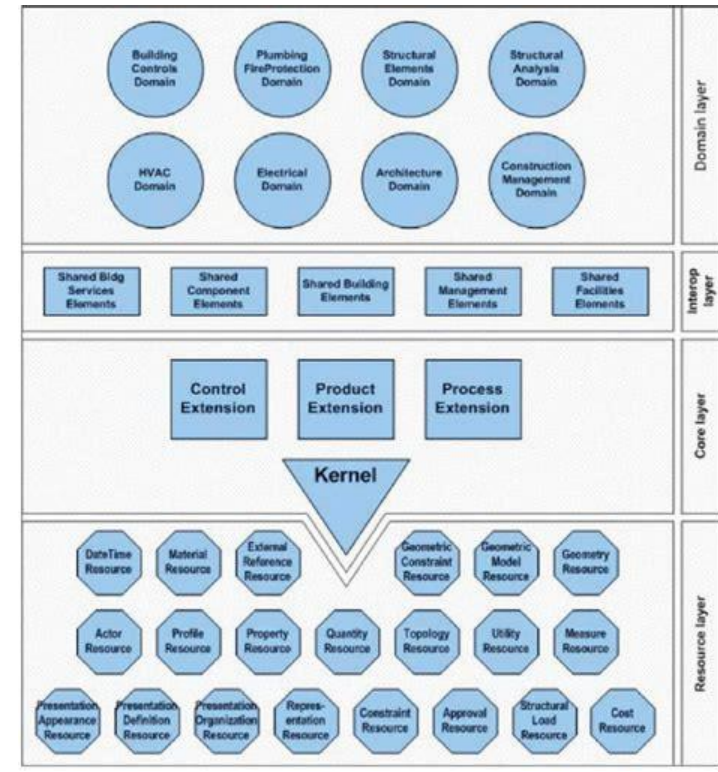 Building
Controls
Domain
Plumbing
FireProtection
Domain
Structural
Elements
Domain
Structural
Analysis
Domain
HVAC
Domain
Electrical
Domain
Architecture
Domain
Construction
Management
Domain
Domain layer
Shared Bldg
Services
Elements
Shared
Component
Elements
Shared Building
Elements
Shared
Management
Elements
Shared
Facilities
Elements
Interop
layer
Control
Extension
Product
Extension
Process
Extension
Kernel
Core layer
DateTime
Resource
Material
Resource
External
Reference
Resource
Geometric
Constraint
Resource
Geometric
Model
Resource
Geometry
Resource
Actor
Resource
Profile
Resource
Property
Resource
Quantity
Resource
Topology
Resource
Utility
Resource
Measure
Resource
Presentation
Appearance
Resource
Presentation
Definition
Resource
Presentation
Organization
Resource
Repres-
entation
Resource
Constraint
Resource
Approval
Resource
Structural
Load
Resource
Cost
Resource
Resource layer